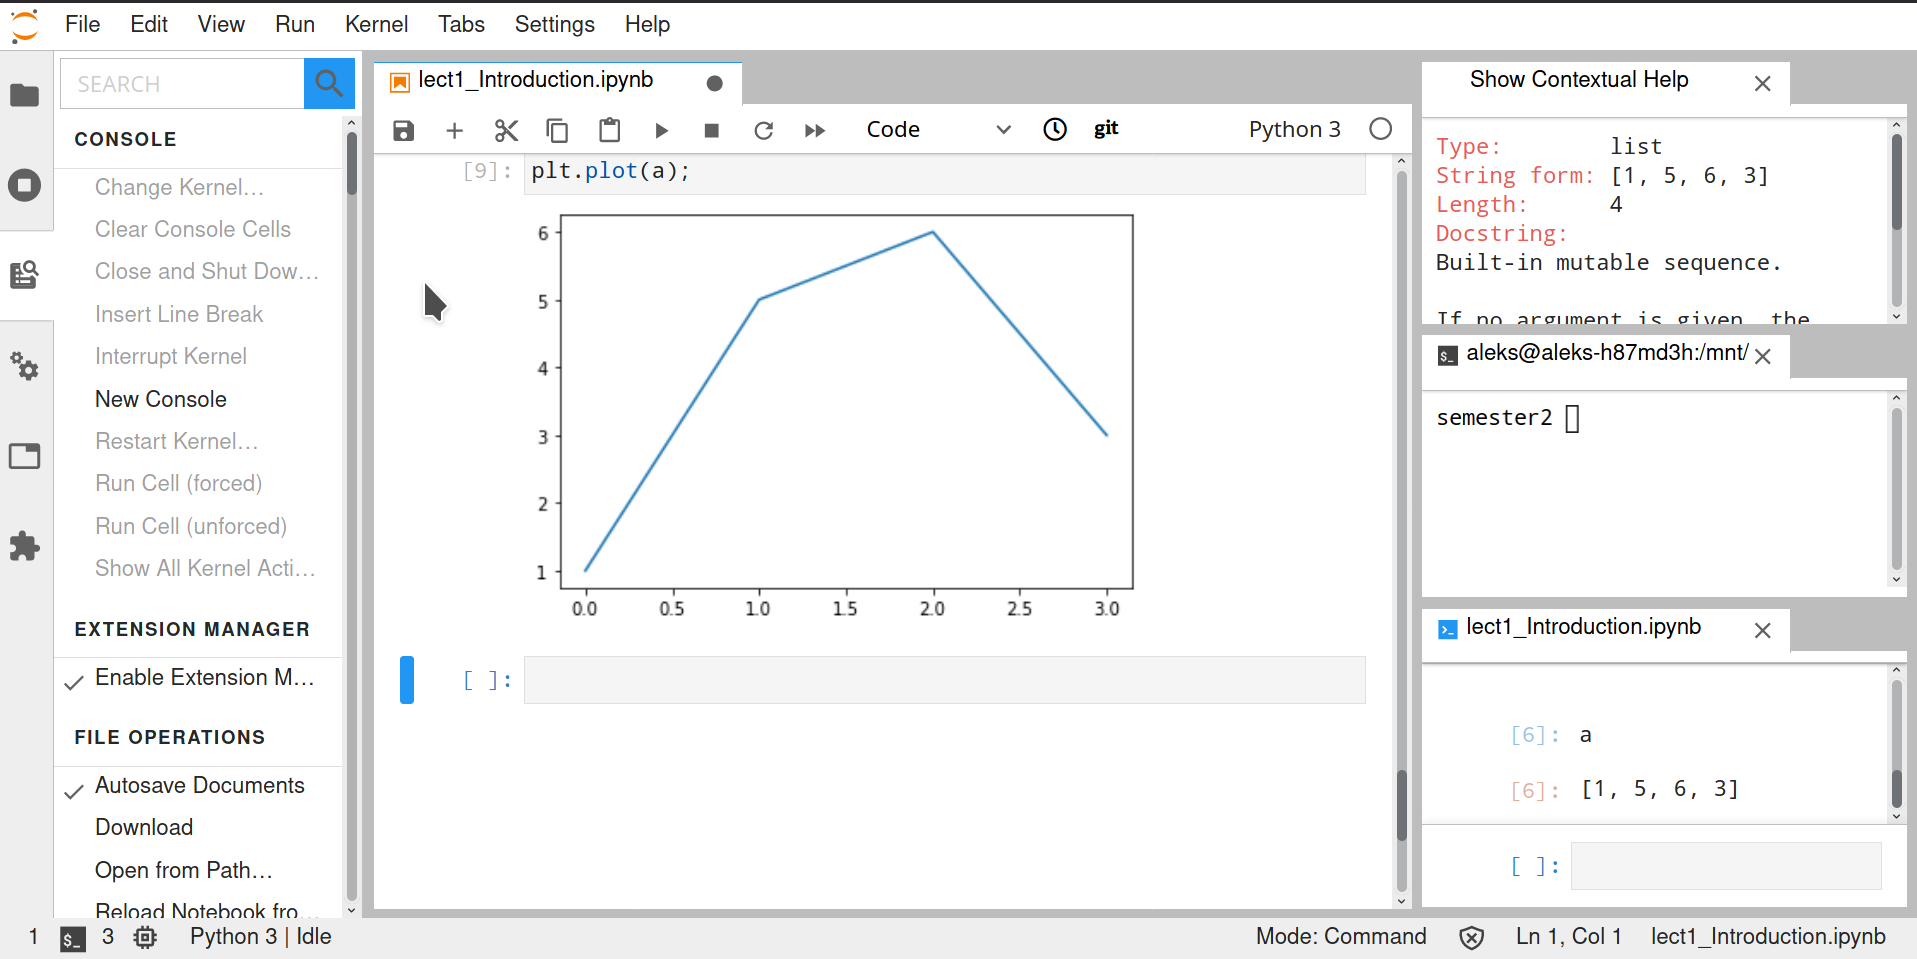 File Edit View Run Kernel Tabs Settings Help
SEARCH
CONSOLE
Change Kernel…
Clear Console Cells
Close and Shut Dow…
Insert Line Break
Interrupt Kernel
New Console
Restart Kernel…
Run Cell (forced)
Run Cell (unforced)
Show All Kernel Acti…
EXTENSION MANAGER
Enable Extension M…
FILE OPERATIONS
Autosave Documents
Download
Open from Path…
Reload Notebook fro…
lect1_Introduction.ipynb
Code git Python 3
[9]: plt.plot(a);
6
5
4
3
2
1
0.0 0.5 1.0 1.5 2.0 2.5 3.0
[ ]:
Show Contextual Help
Type: list
String form: [1, 5, 6, 3]
Length: 4
Docstring:
Built-in mutable sequence.
If no argument is given, the
$_ aleks@aleks-h87md3h:/mnt/
semester2
lect1_Introduction.ipynb
[6]: a
[6]: [1, 5, 6, 3]
[ ]:
1 $_ 3 Python 3 | Idle Mode: Command Ln 1, Col 1 lect1_Introduction.ipynb